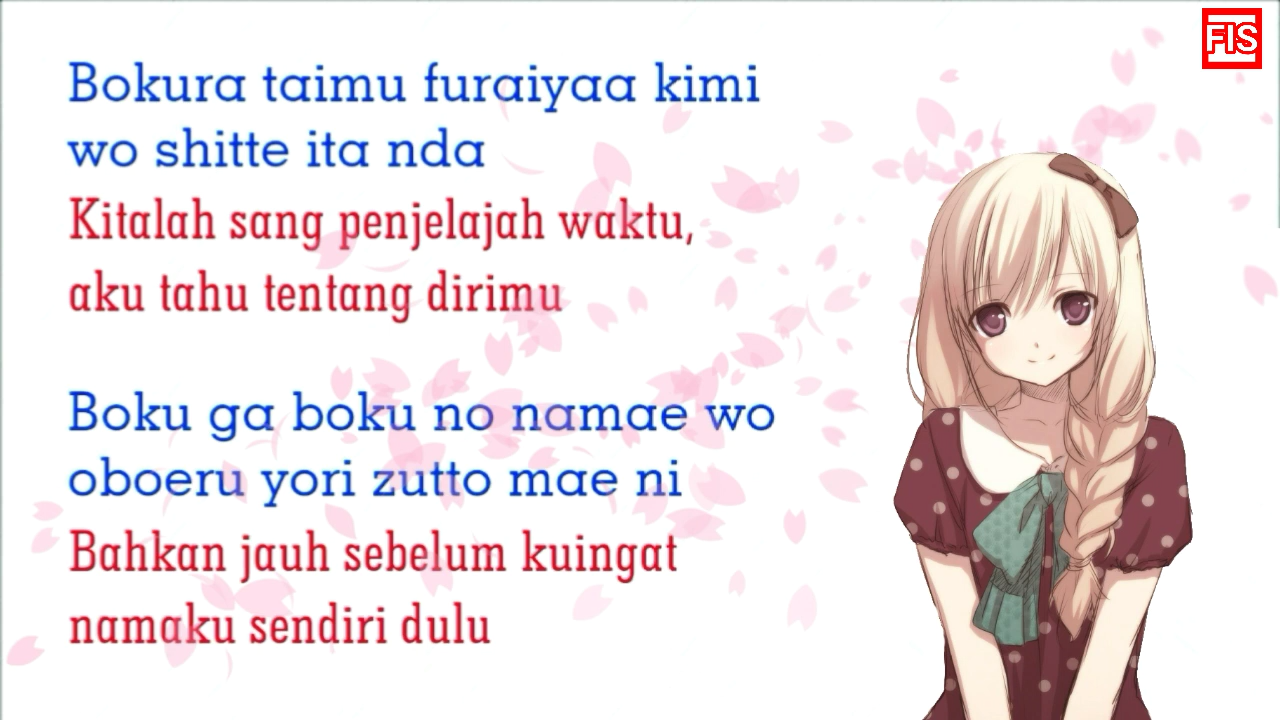 FIS
Bokura taimu furaiyaa kimi
wo shitte ita nda
Kitalah sang penjelajah waktu,
aku tahu tentang dirimu
Boku ga boku no namae wo
oboeru yori zutto mae ni
Bahkan jauh sebelum kuingat
namaku sendiri dulu